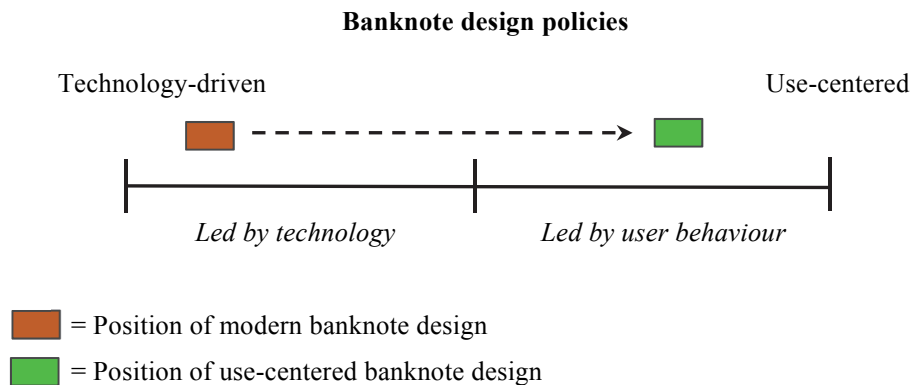 Banknote design policies
Technology-driven
Use-centered
Led by technology
Led by user behaviour
= Position of modern banknote design
= Position of use-centered banknote design